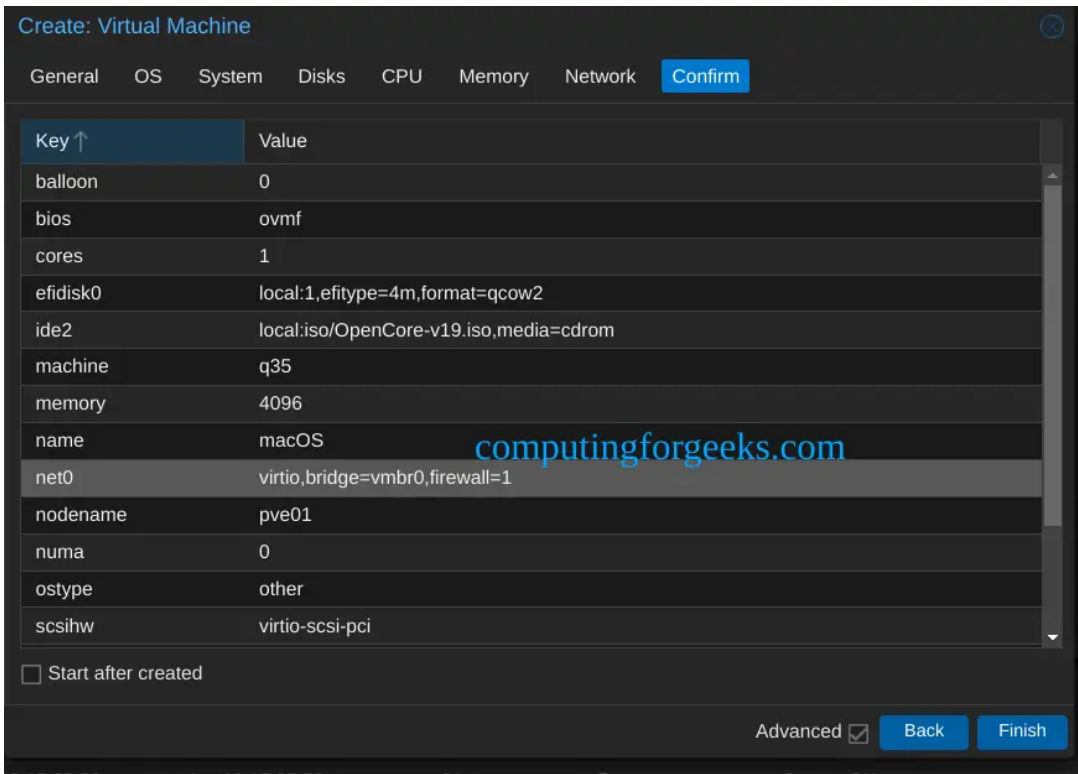 Create: Virtual Machine
General OS System Disks CPU Memory Network Confirm
Key Value
balloon 0
bios ovmf
cores 1
efidisk0 local:1,efitype=4m,format=qcow2
ide2 local:iso/OpenCore-v19.iso,media=cdrom
machine q35
memory 4096
name macOS
computingforgeeks.com
net0 virtio,bridge=vmbr0,firewall=1
nodename pve01
numa 0
ostype other
scsihw virtio-scsi-pci
Start after created
Advanced Back Finish